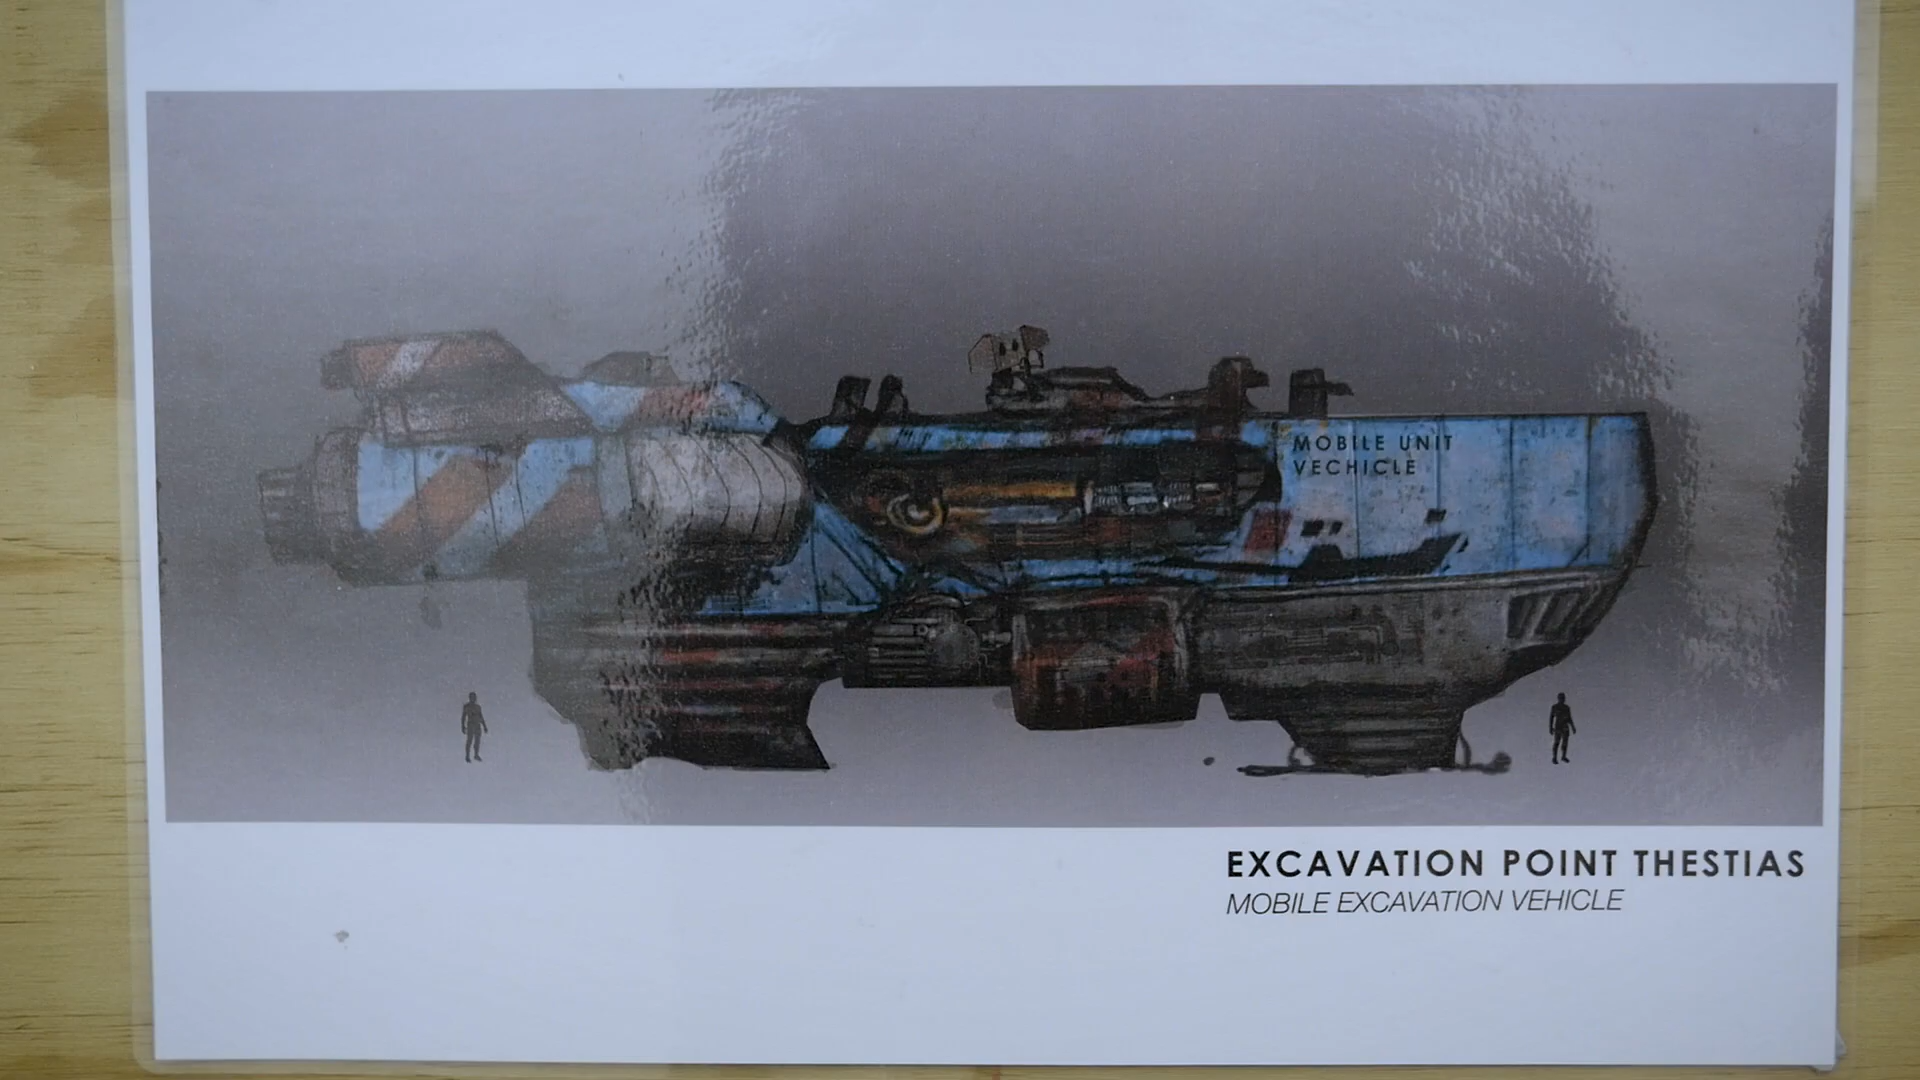 MOBILE UNIT
VECHICLE
EXCAVATION POINT THESTIAS
MOBILE EXCAVATION VEHICLE